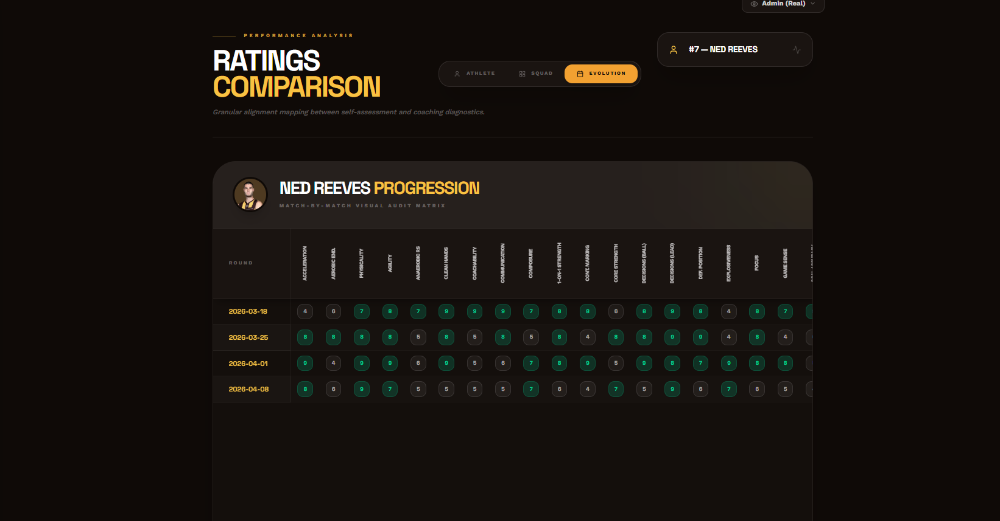 Admin (Real)
PERFORMANCE ANALYSIS
RATINGS
COMPARISON
Granular alignment mapping between self-assessment and coaching diagnostics.
ATHLETE SQUAD EVOLUTION
#7 — NED REEVES
NED REEVES PROGRESSION
MATCH-BY-MATCH VISUAL AUDIT MATRIX
ROUND ACCELERATION AEROBIC END. PHYSICALITY AGILITY ANAEROBIC RS CLEAN HANDS COACHABILITY COMMUNICATION COMPOSURE 1-ON-1 STRENGTH CONT. MARKING CORE STRENGTH DECISIONS (BALL) DECISIONS (LEAD) DEF. POSITION EXPLOSIVENESS FOCUS GAME SENSE
2026-03-18 4 6 7 8 7 9 9 9 7 8 8 6 8 9 8 4 8 7
2026-03-25 8 8 8 8 5 8 5 8 5 8 4 8 8 9 9 4 8 4
2026-04-01 9 4 9 9 6 9 5 6 7 8 9 5 9 8 7 9 8 8
2026-04-08 8 6 9 7 5 5 5 5 7 6 4 7 5 9 6 7 6 5